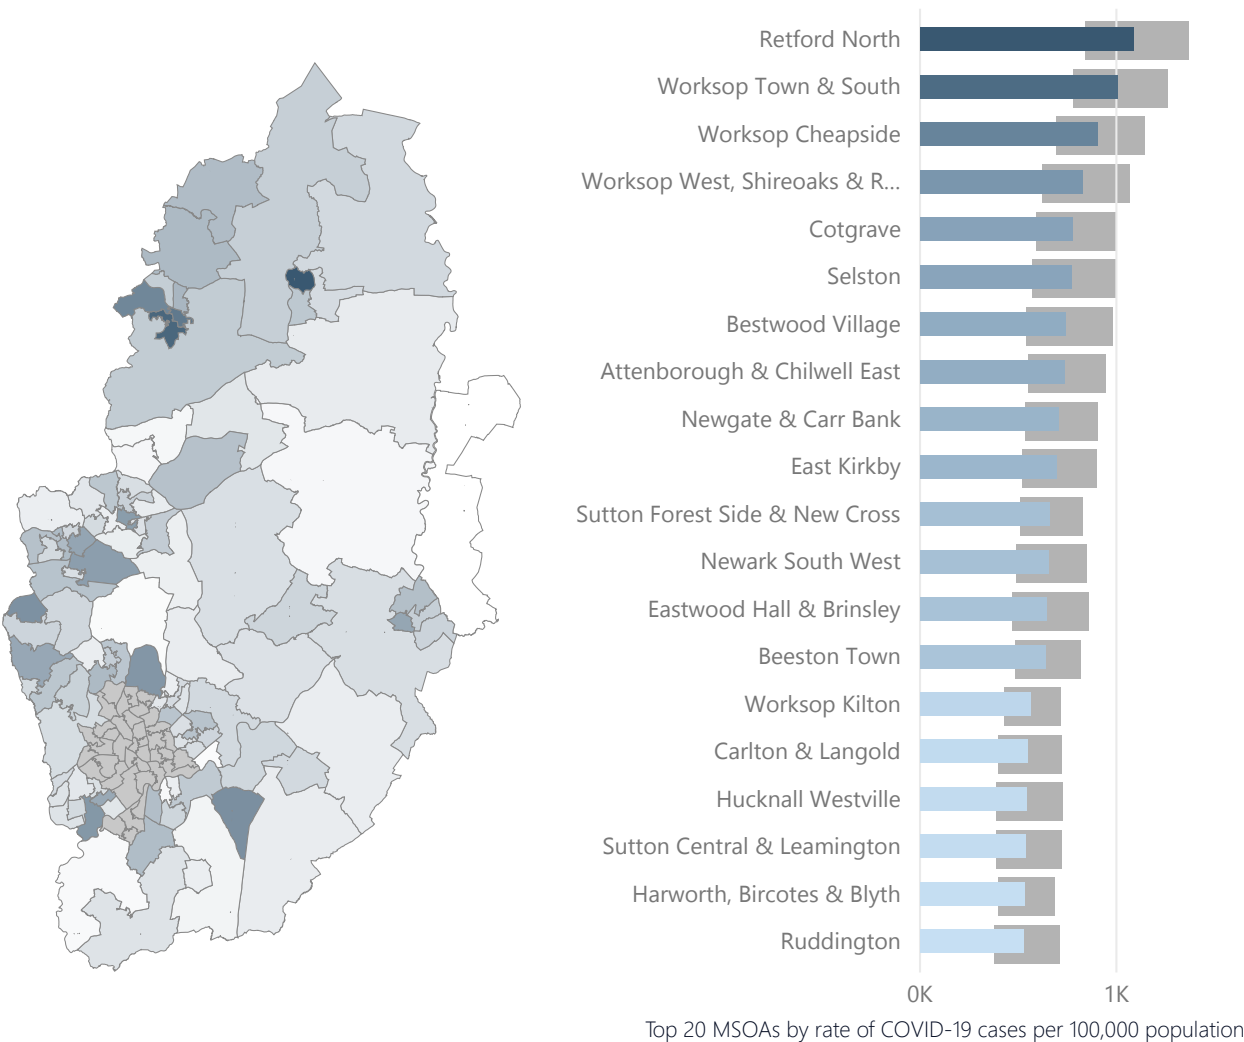 Retford North
Worksop Town & South
Worksop Cheapside
Worksop West, Shireoaks & R...
Cotgrave
Selston
Bestwood Village
Attenborough & Chilwell East
Newgate & Carr Bank
East Kirkby
Sutton Forest Side & New Cross
Newark South West
Eastwood Hall & Brinsley
Beeston Town
Worksop Kilton
Carlton & Langold
Hucknall Westville
Sutton Central & Leamington
Harworth, Bircotes & Blyth
Ruddington
0K 1K
Top 20 MSOAs by rate of COVID-19 cases per 100,000 population